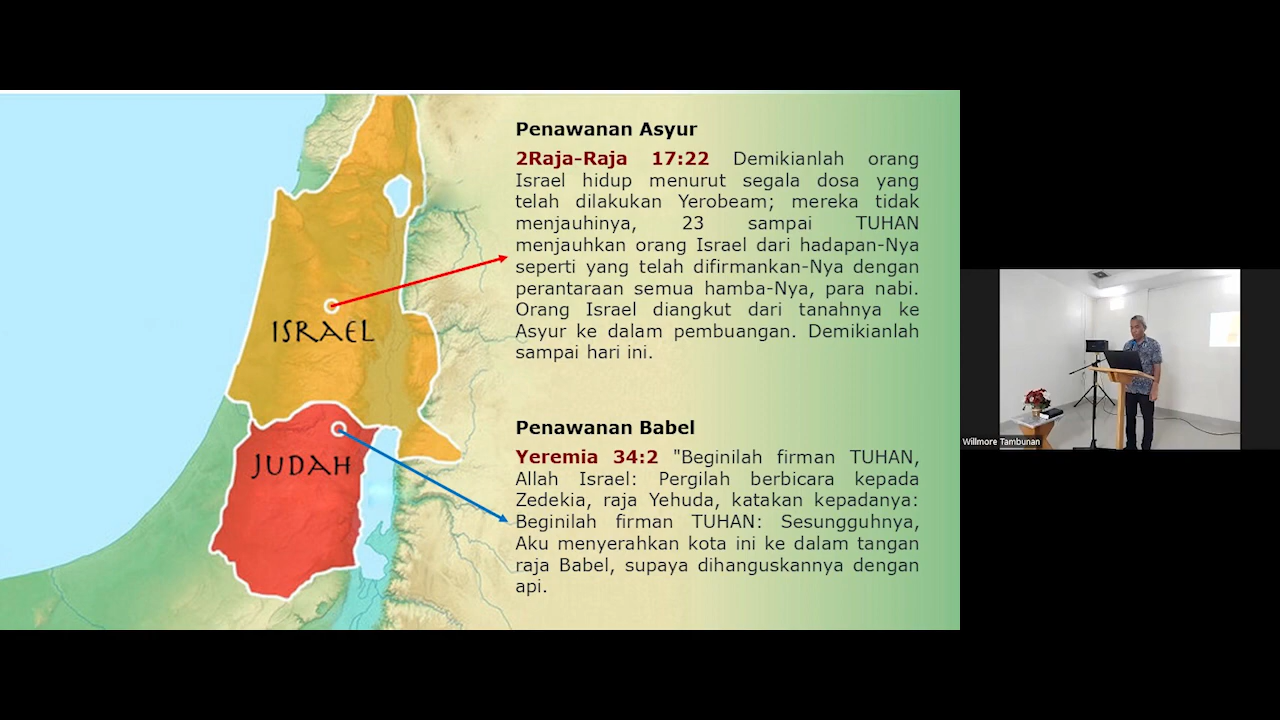 Penawanan Asyur
2Raja-Raja 17:22 Demikianlah orang
Israel hidup menurut segala dosa yang
telah dilakukan Yerobeam; mereka tidak
menjauhinya, 23 sampai TUHAN
menjauhkan orang Israel dari hadapan-Nya
seperti yang telah difirmankan-Nya dengan
perantaraan semua hamba-Nya, para nabi.
Orang Israel diangkut dari tanahnya ke
Asyur ke dalam pembuangan. Demikianlah
sampai hari ini.
ISRAEL
Penawanan Babel
Yeremia 34:2 "Beginilah firman TUHAN,
Allah Israel: Pergilah berbicara kepada
Zedekia, raja Yehuda, katakan kepadanya:
Beginilah firman TUHAN: Sesungguhnya,
Aku menyerahkan kota ini ke dalam tangan
raja Babel, supaya dihanguskannya dengan
api.
JUDAH
Willmore Tambunan